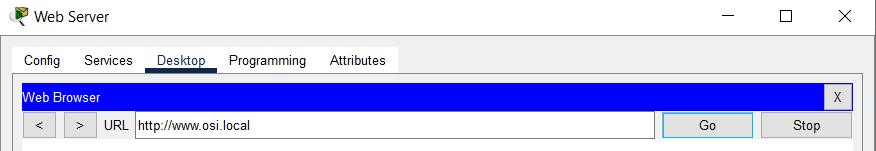 Web Server
Config Services Desktop Programming Attributes
Web Browser X
< > URL http://www.osi.local Go Stop